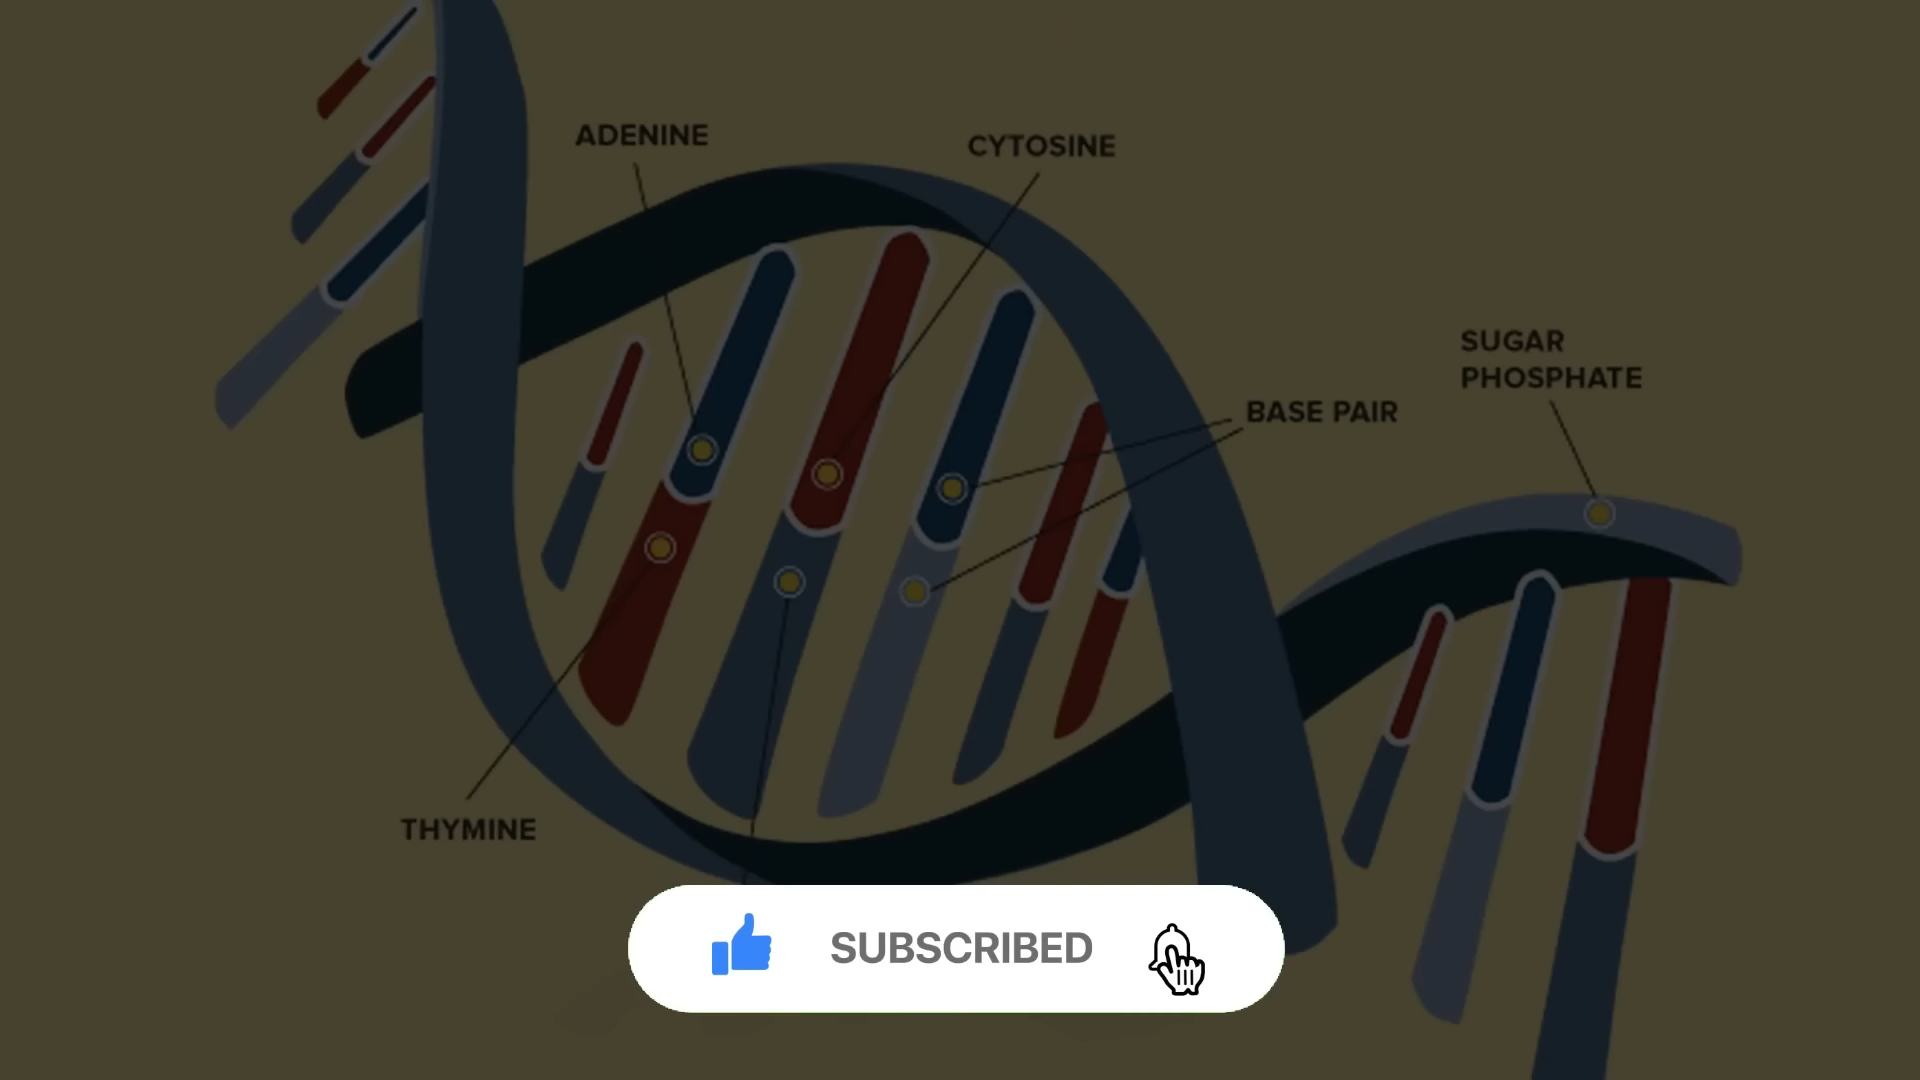 ADENINE
CYTOSINE
SUGAR
PHOSPHATE
BASE PAIR
THYMINE
SUBSCRIBED